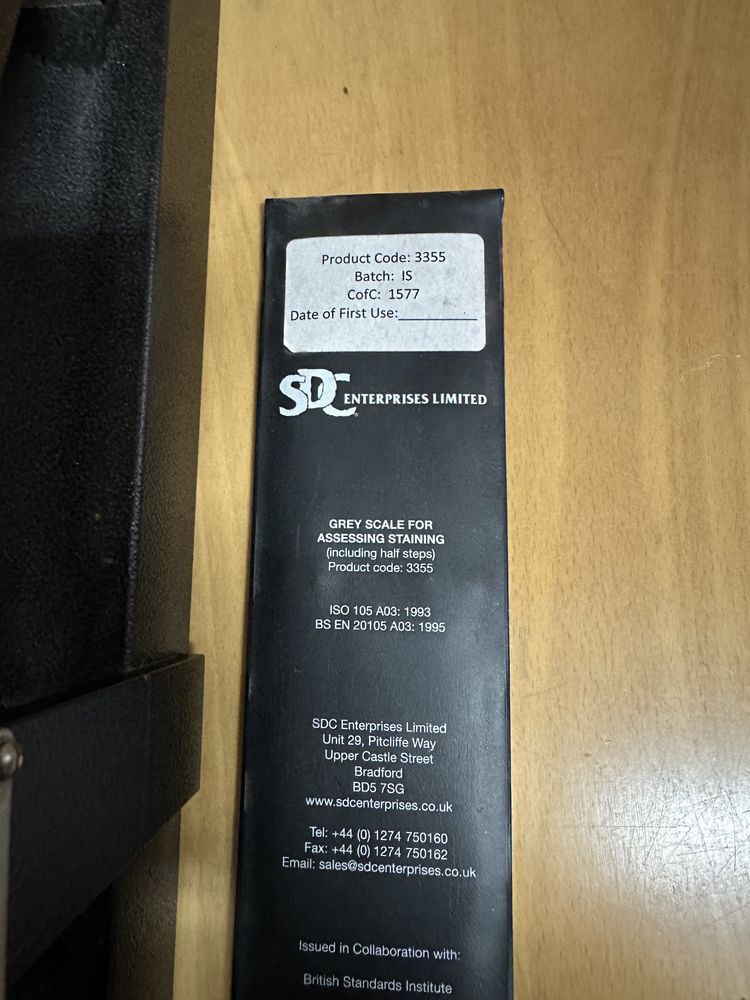 Product Code: 3355
Batch: IS
CofC: 1577
Date of First Use:__________
SDC ENTERPRISES LIMITED
GREY SCALE FOR
ASSESSING STAINING
(including half steps)
Product code: 3355
ISO 105 A03: 1993
BS EN 20105 A03: 1995
SDC Enterprises Limited
Unit 29, Pitcliffe Way
Upper Castle Street
Bradford
BD5 7SG
www.sdcenterprises.co.uk
Tel: +44 (0) 1274 750160
Fax: +44 (0) 1274 750162
Email: sales@sdcenterprises.co.uk
Issued in Collaboration with:
British Standards Institute